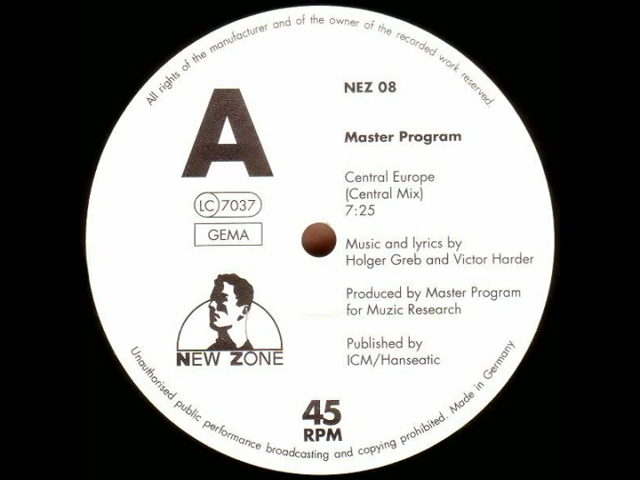 All rights of the manufacturer and of the owner of the recorded work reserved.
A
LC 7037
GEMA
NEW ZONE
NEZ 08
Master Program
Central Europe
(Central Mix)
7:25
Music and lyrics by
Holger Greb and Victor Harder
Produced by Master Program
for Muzic Research
Published by
ICM/Hanseatic
45
RPM
Unauthorised public performance broadcasting and copying prohibited. Made in Germany